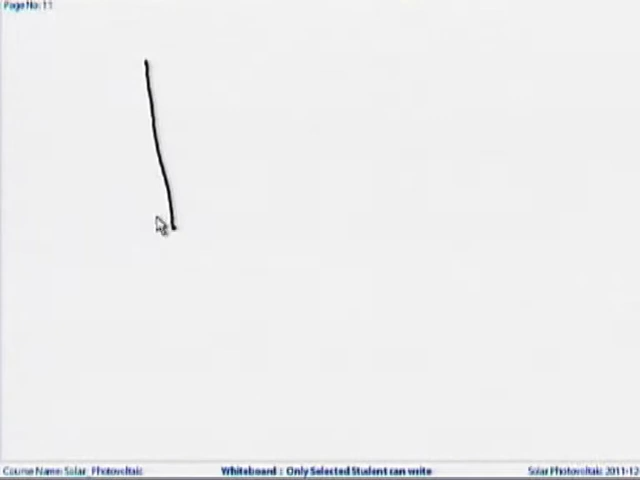 Page No: 11
Course Name: Solar_Photovoltaic
Whiteboard : Only Selected Student can write
Solar Photovoltaic 2011-12